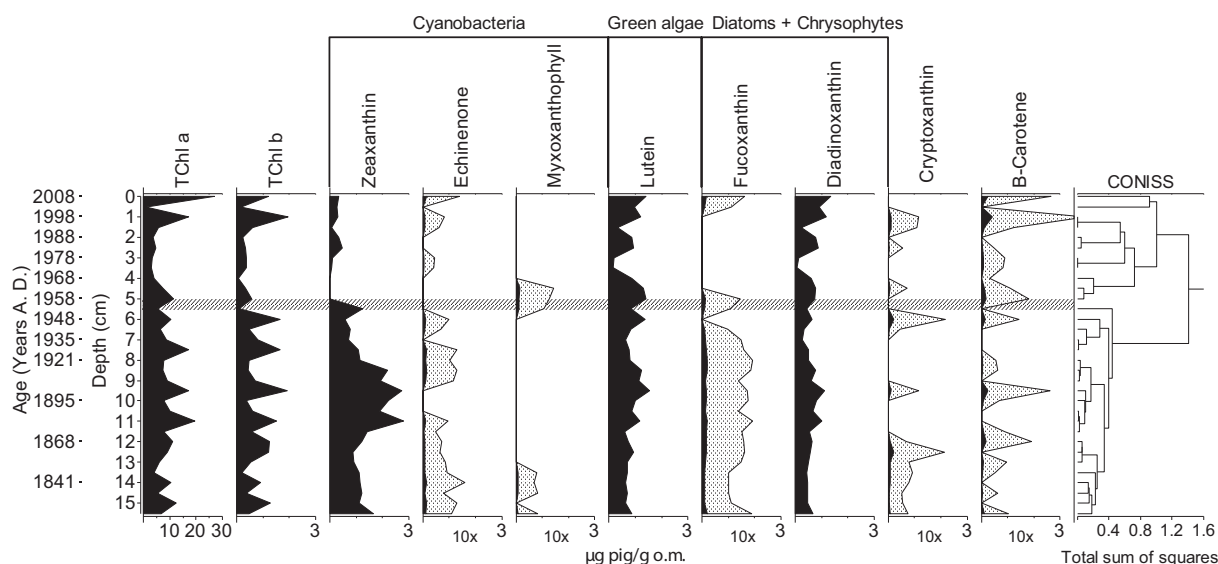 Cyanobacteria Green algae Diatoms + Chrysophytes
TChl a
TChl b
Zeaxanthin
Echinenone
Myxoxanthophyll
Lutein
Fucoxanthin
Diadinoxanthin
Cryptoxanthin
B-Carotene
CONISS
Age (Years A. D.)
2008
1998
1988
1978
1968
1958
1948
1935
1921
1895
1868
1841
Depth (cm)
0
1
2
3
4
5
6
7
8
9
10
11
12
13
14
15
10 20 30 3 3 10x 10x 3 3 10x 3 10x 10x 3 0.4 0.8 1.2 1.6
µg pig/g o.m. Total sum of squares